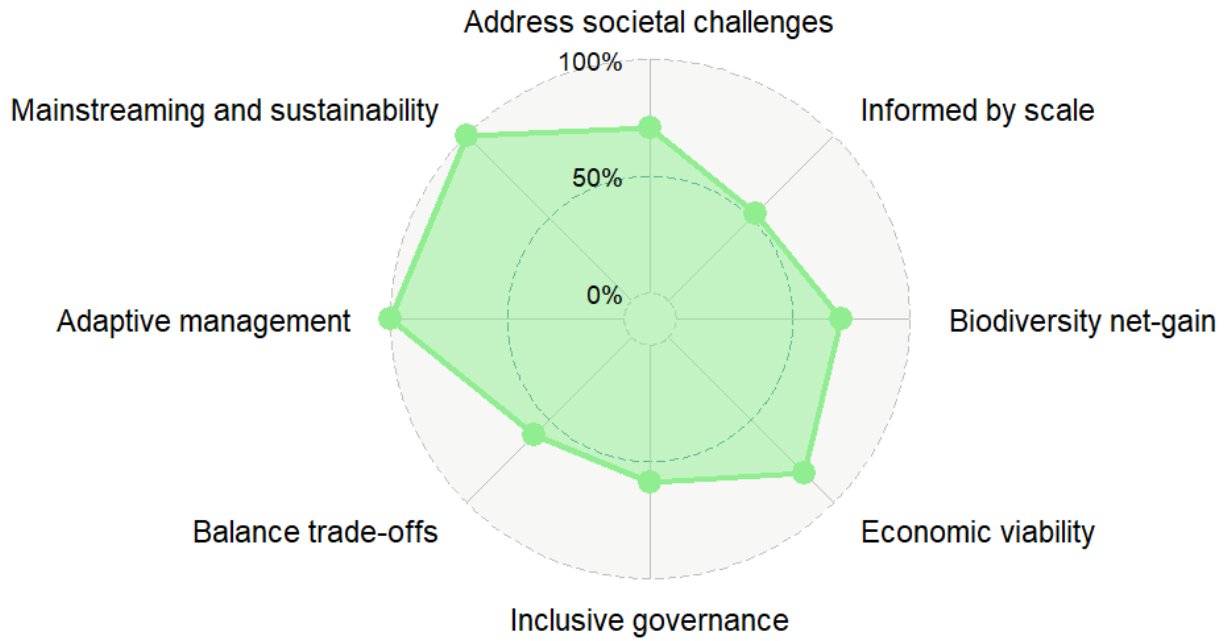 Address societal challenges
100%
Mainstreaming and sustainability
Informed by scale
50%
0%
Adaptive management
Biodiversity net-gain
Balance trade-offs
Economic viability
Inclusive governance